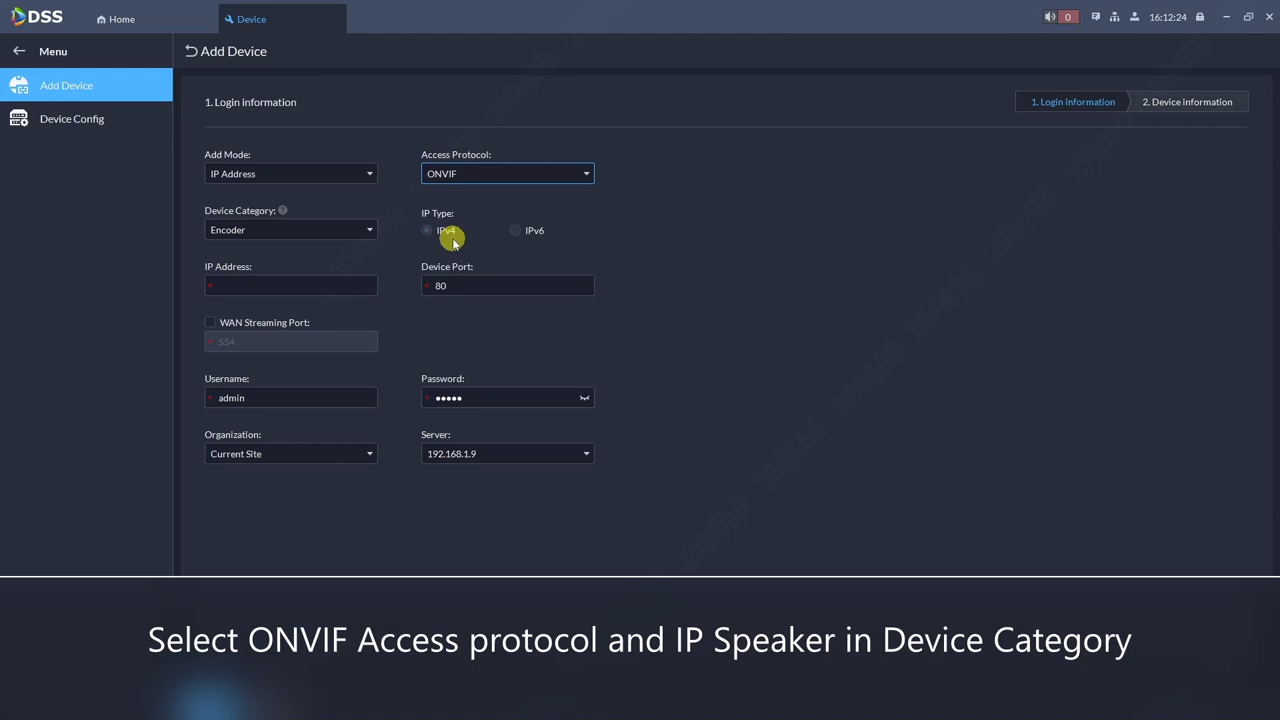 DSS
Home
Device
0
16:12:24
Menu
Add Device
Add Device
Device Config
1. Login information
1. Login information
2. Device information
Add Mode:
Access Protocol:
IP Address
ONVIF
Device Category:
IP Type:
Encoder
IPv4
IPv6
IP Address:
Device Port:
*
* 80
WAN Streaming Port:
* 554
Username:
Password:
* admin
* •••••
Organization:
Server:
Current Site
192.168.1.9
Select ONVIF Access protocol and IP Speaker in Device Category